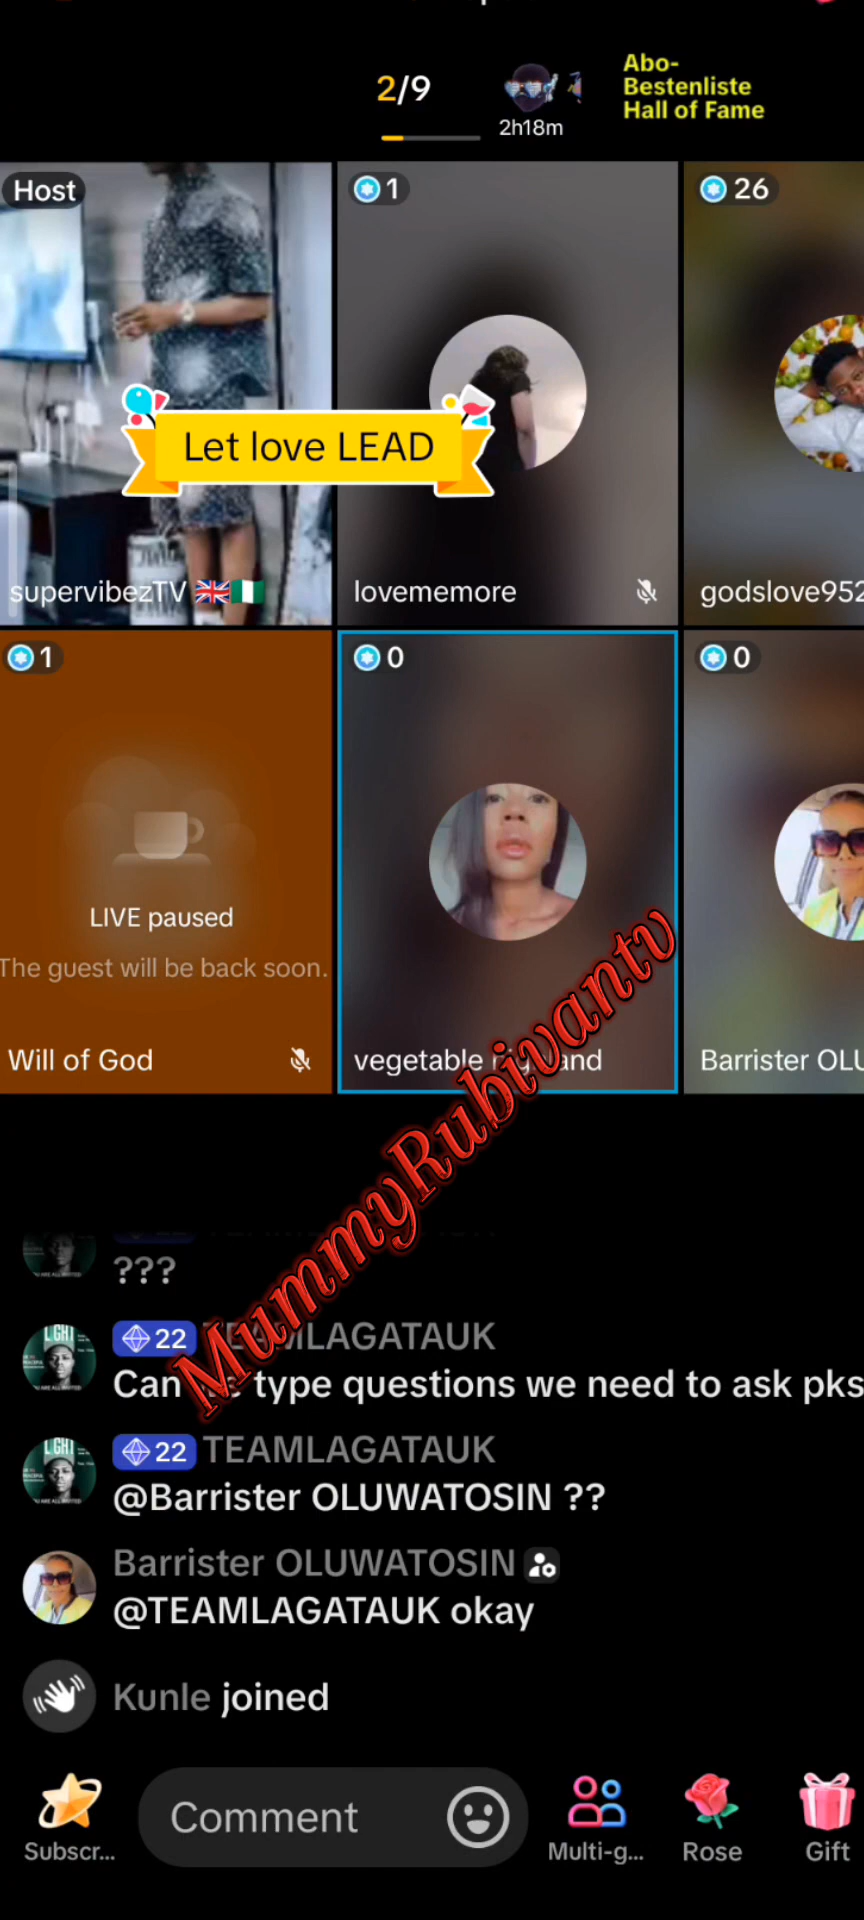 2/9
2h18m
Abo-
Bestenliste
Hall of Fame
Host
1
26
Let love LEAD
supervibezTV
lovememore
godslove952
1
0
0
LIVE paused
The guest will be back soon.
Will of God
vegetable
Barrister OLU
MummyRubivantv
???
22 TEAMLAGATAUK
Can we type questions we need to ask pks
22 TEAMLAGATAUK
@Barrister OLUWATOSIN ??
Barrister OLUWATOSIN
@TEAMLAGATAUK okay
Kunle joined
Subscr...
Comment
Multi-g...
Rose
Gift